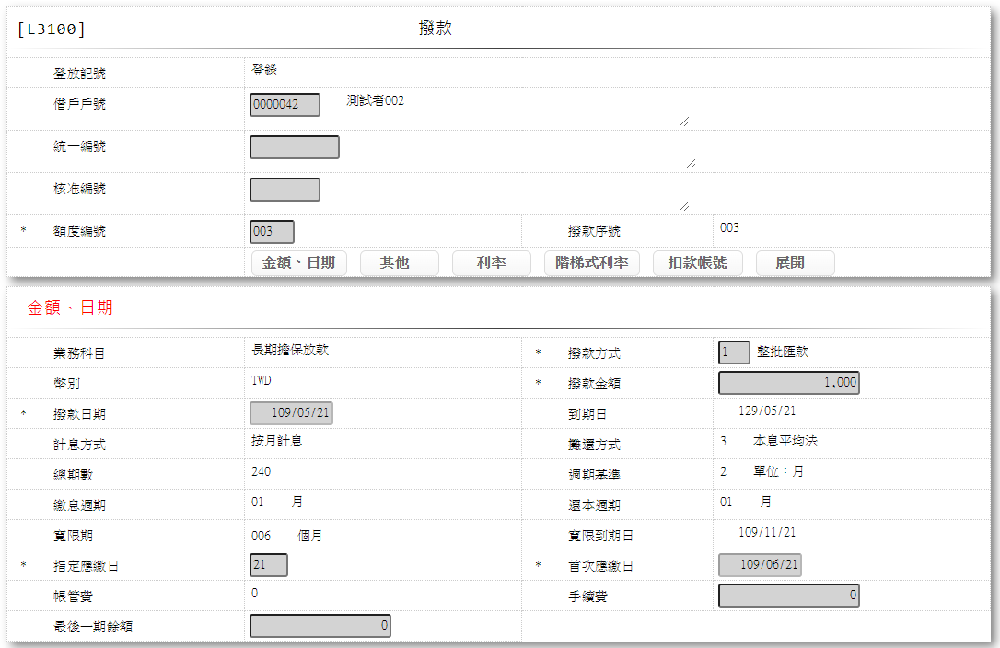 [L3100] 撥款
登放記號 登錄
借戶戶號 0000042 測試者002
統一編號
核准編號
* 額度編號 003 撥款序號 003
金額、日期 其他 利率 階梯式利率 扣款帳號 展開
金額、日期
業務科目 長期擔保放款 * 撥款方式 1 整批匯款
幣別 TWD * 撥款金額 1,000
* 撥款日期 109/05/21 到期日 129/05/21
計息方式 按月計息 攤還方式 3 本息平均法
總期數 240 週期基準 2 單位：月
繳息週期 01 月 還本週期 01 月
寬限期 006 個月 寬限到期日 109/11/21
* 指定應繳日 21 * 首次應繳日 109/06/21
帳管費 0 手續費 0
最後一期餘額 0